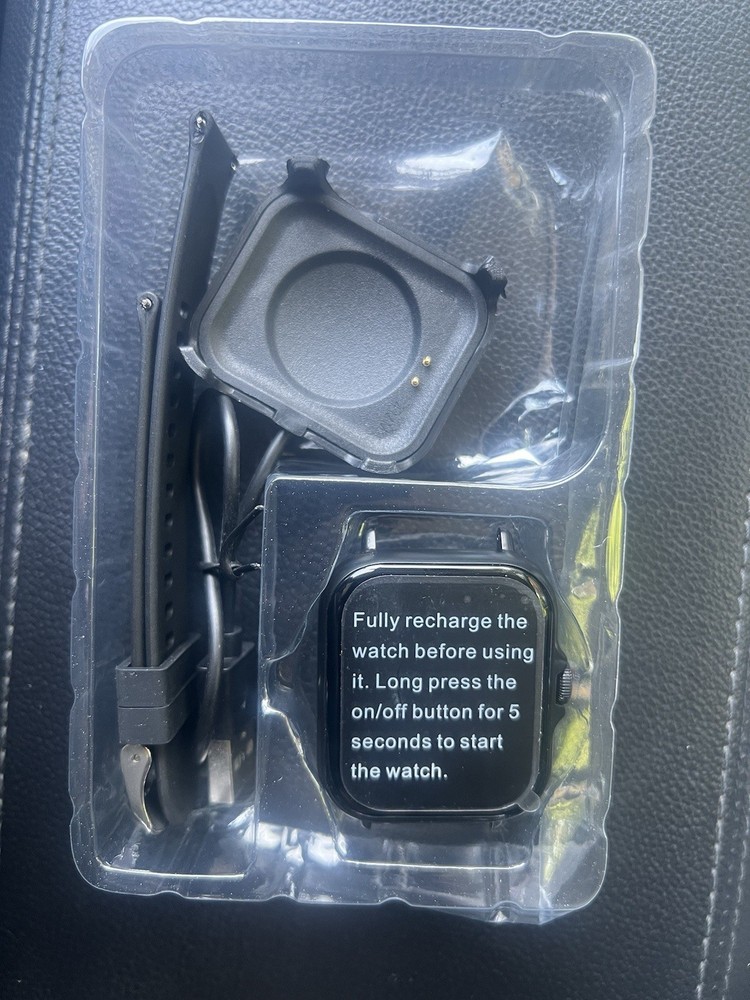 Fully recharge the
watch before using
it. Long press the
on/off button for 5
seconds to start
the watch.